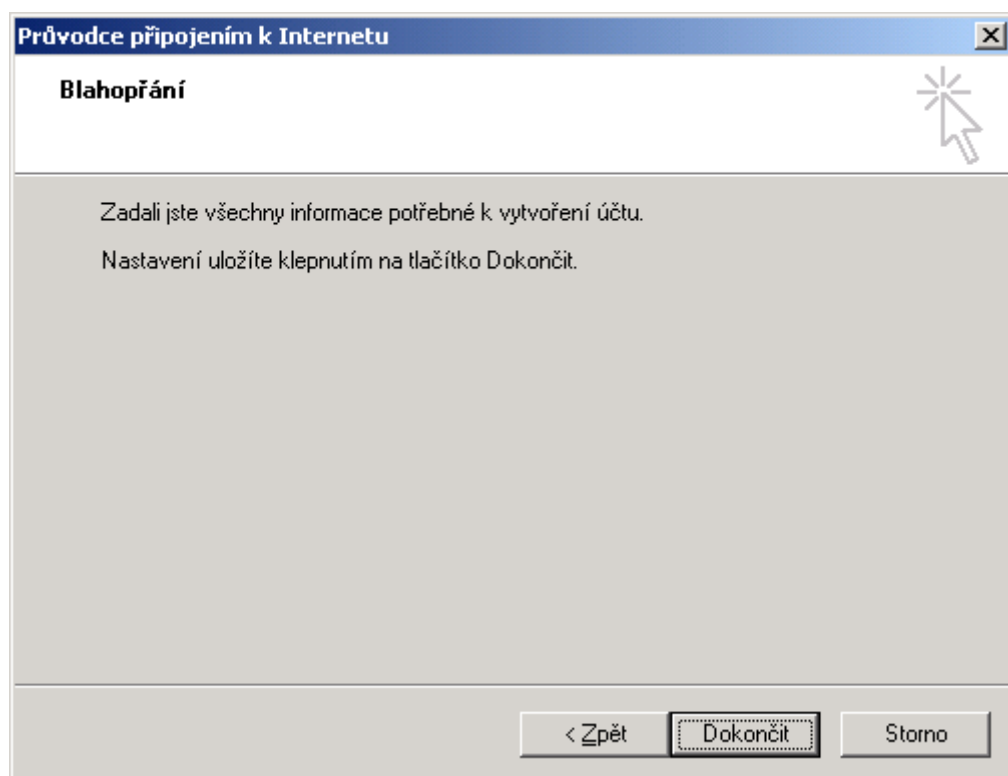 Průvodce připojením k Internetu
Blahopřání
Zadali jste všechny informace potřebné k vytvoření účtu.
Nastavení uložíte klepnutím na tlačítko Dokončit.
< Zpět
Dokončit
Storno